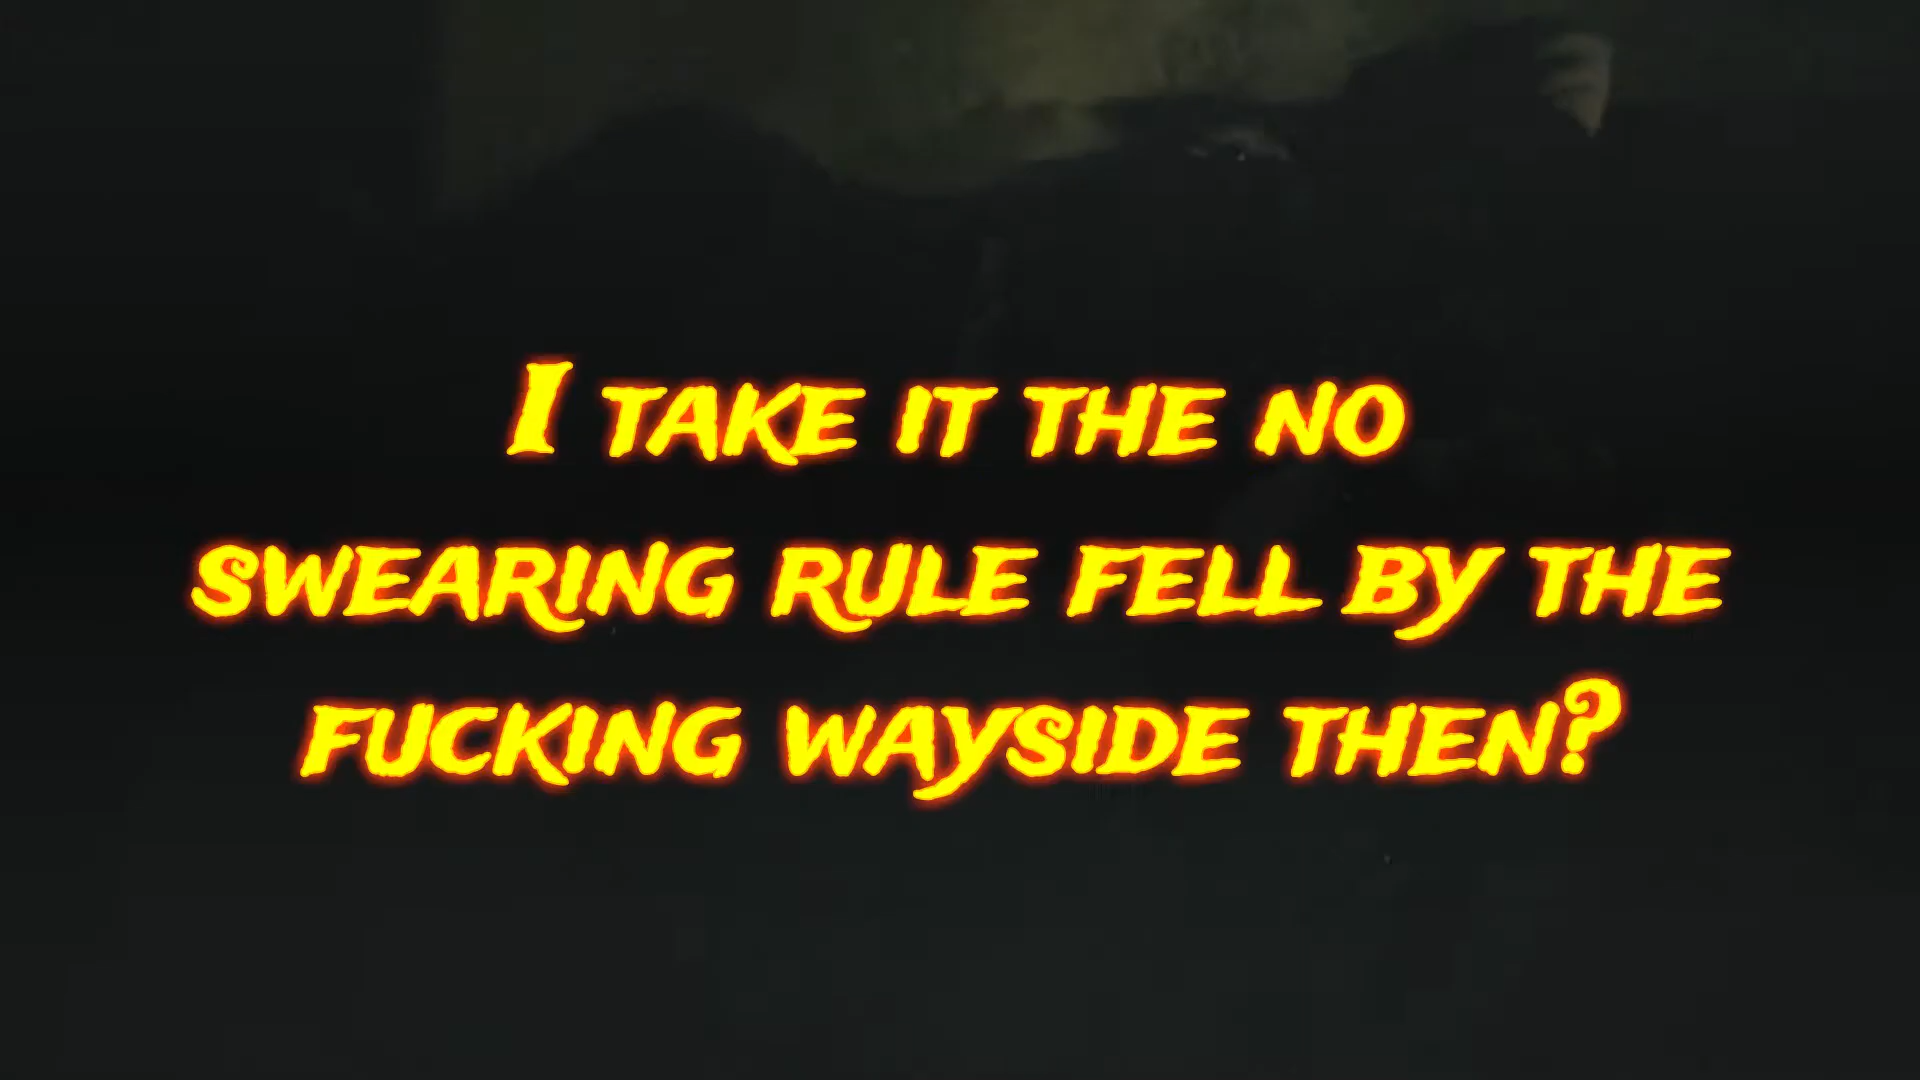 I take it the no
swearing rule fell by the
fucking wayside then?